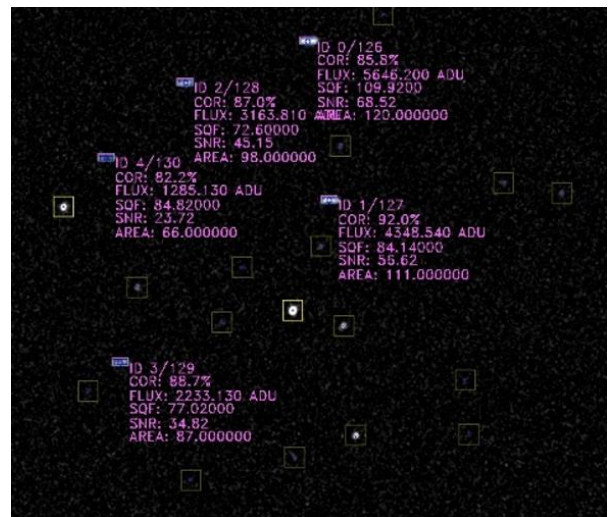 ID 0/126
COR: 85.8%
FLUX: 5646.200 ADU
SQF: 109.9200
SNR: 68.52
AREA: 120.000000
ID 2/128
COR: 87.0%
FLUX: 3163.810 ADU
SQF: 72.60000
SNR: 45.15
AREA: 98.000000
ID 4/130
COR: 82.2%
FLUX: 1285.130 ADU
SQF: 84.82000
SNR: 23.72
AREA: 66.000000
ID 1/127
COR: 92.0%
FLUX: 4348.540 ADU
SQF: 84.14000
SNR: 56.62
AREA: 111.000000
ID 3/129
COR: 88.7%
FLUX: 2233.130 ADU
SQF: 77.02000
SNR: 34.82
AREA: 87.000000